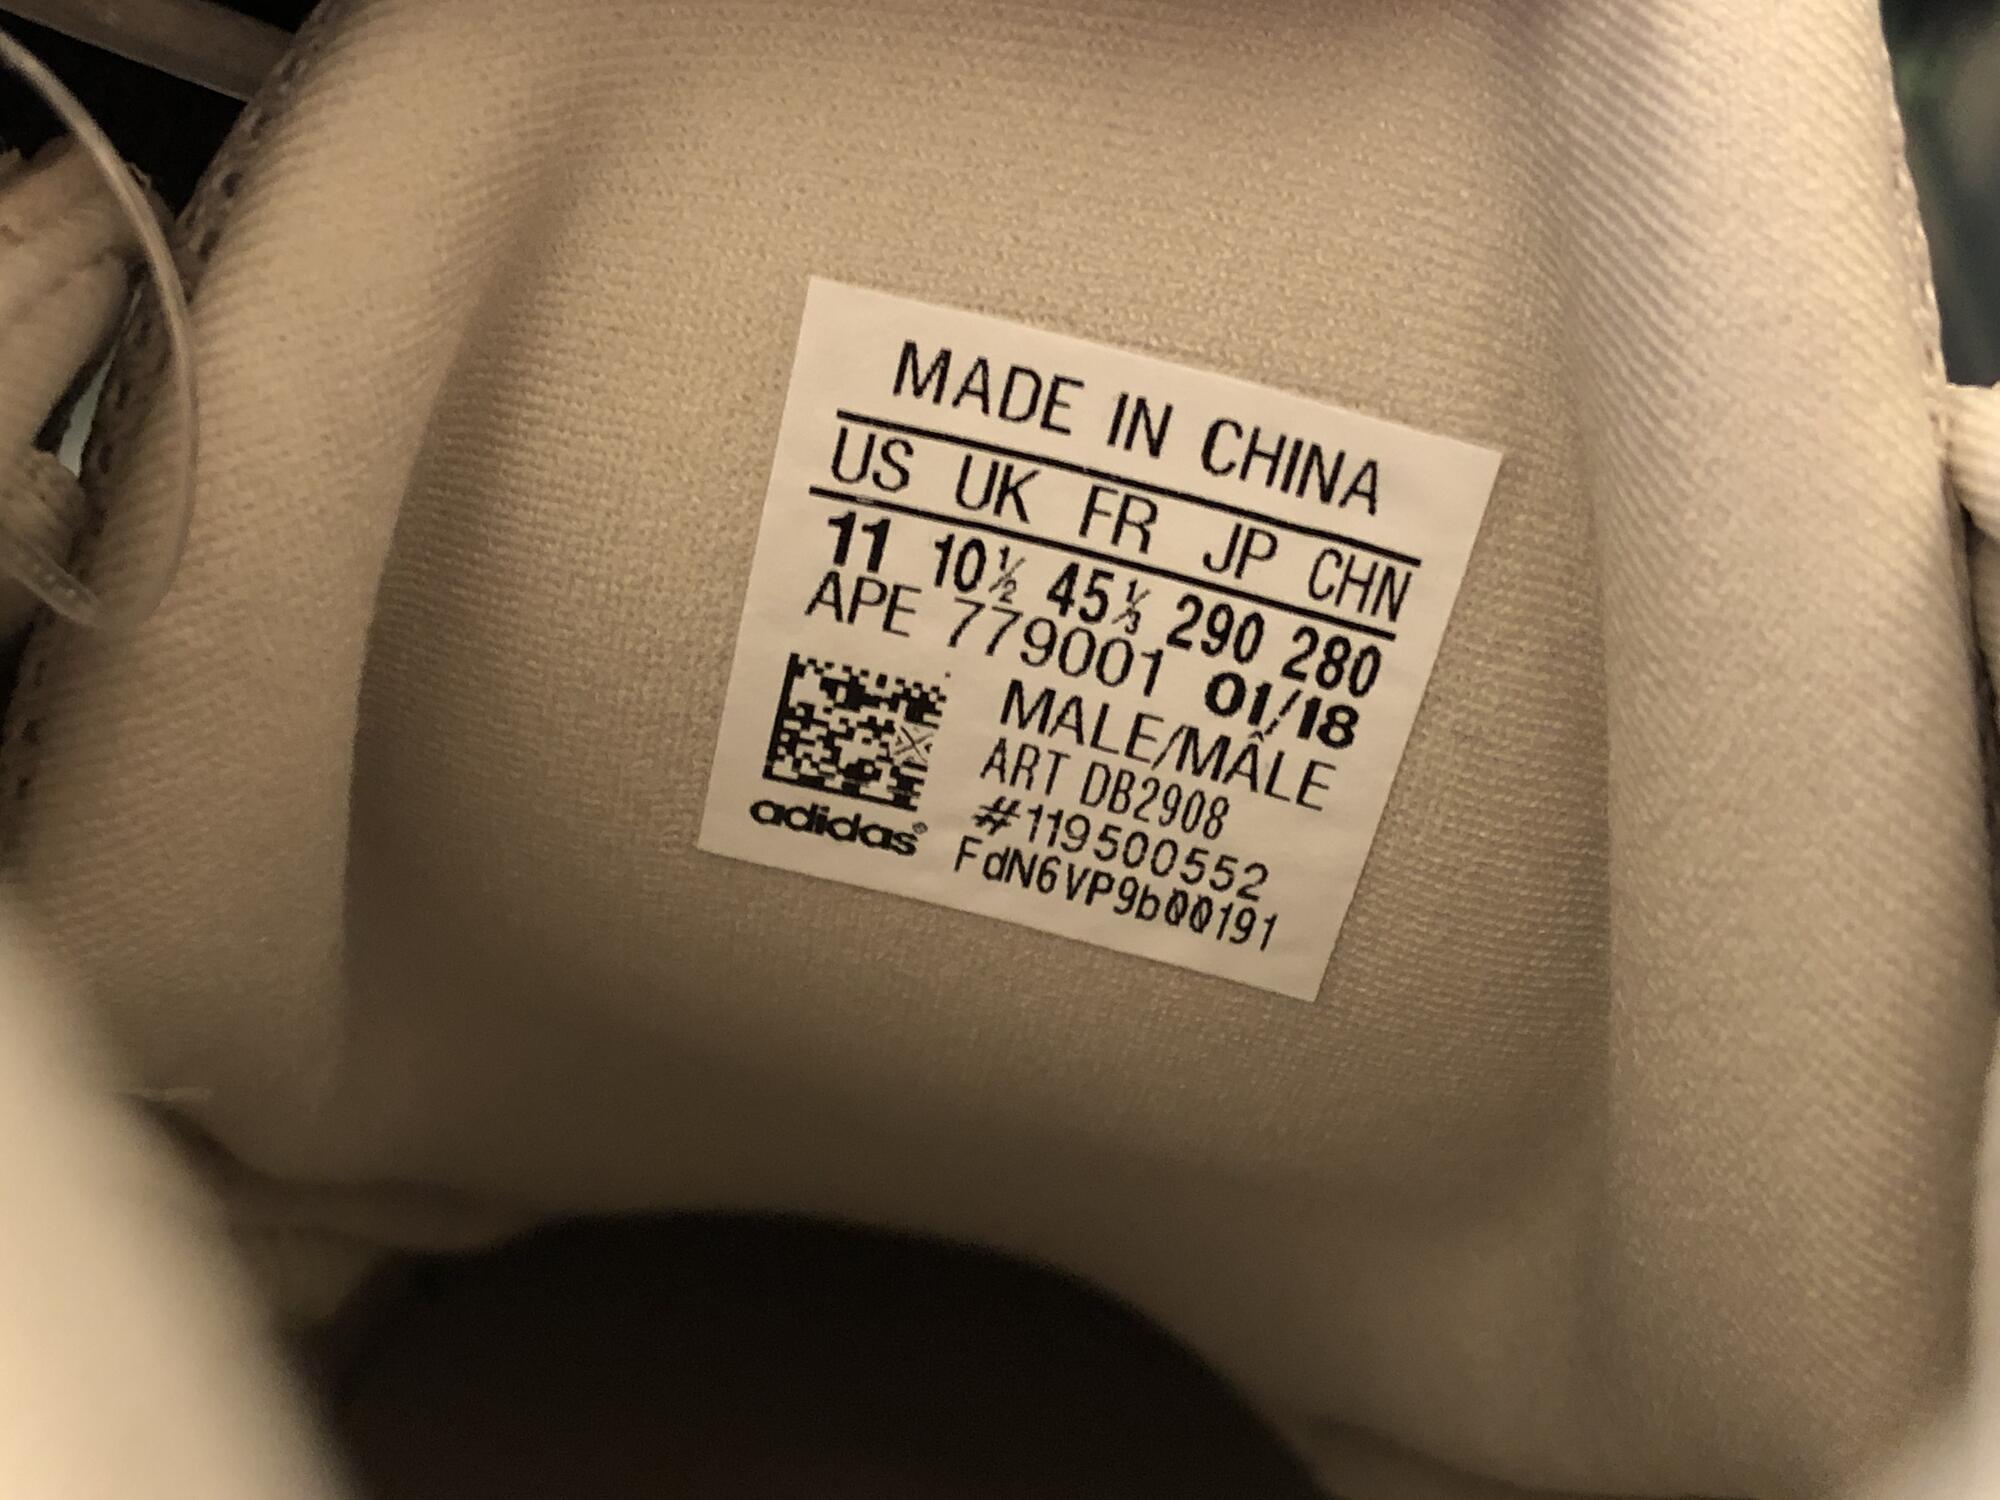 MADE IN CHINA
US UK FR JP CHN
11 10½ 45⅓ 290 280
APE 779001 01/18
MALE/MÂLE
ART DB2908
#119500552
FdN6VP9b00191
adidas®